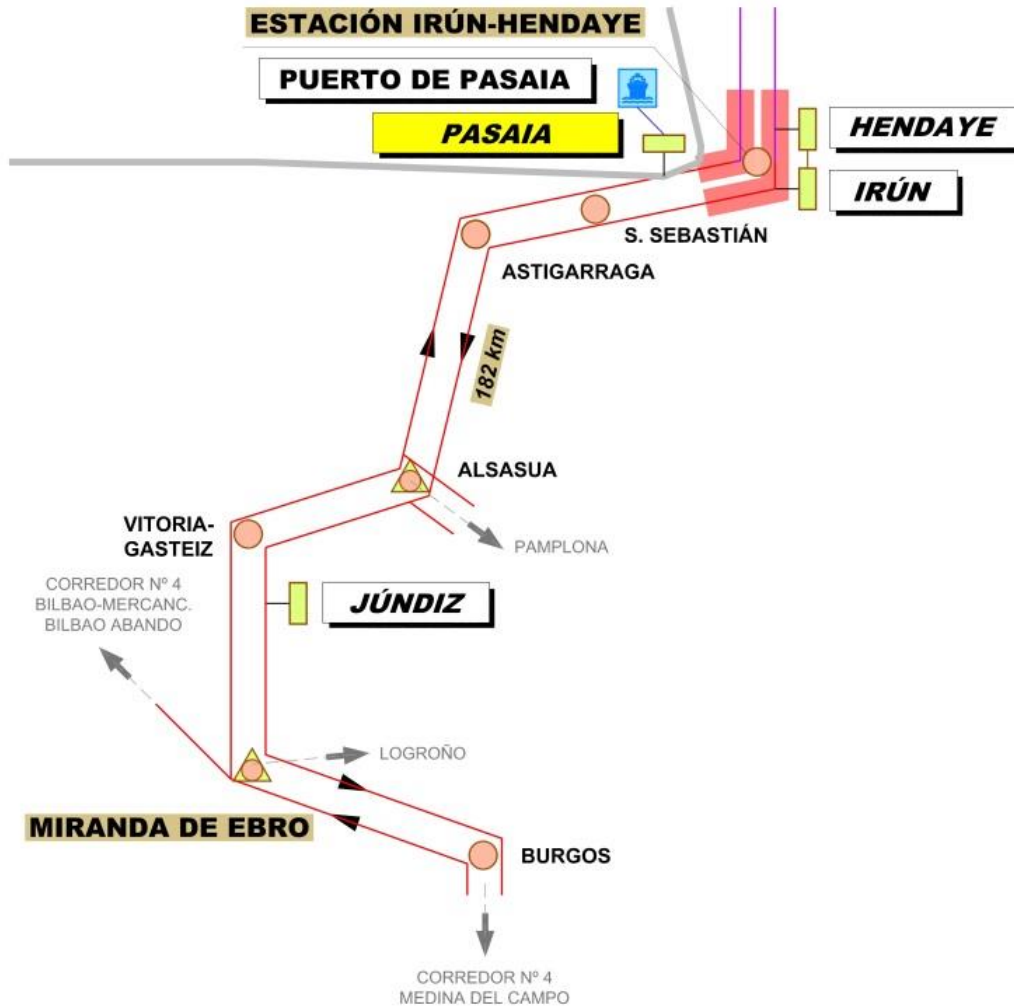 ESTACIÓN IRÚN-HENDAYE
PUERTO DE PASAIA
PASAIA
HENDAYE
IRÚN
S. SEBASTIÁN
ASTIGARRAGA
182 km
ALSASUA
VITORIA-
GASTEIZ
PAMPLONA
CORREDOR Nº 4
BILBAO-MERCANC.
BILBAO ABANDO
JÚNDIZ
LOGROÑO
MIRANDA DE EBRO
BURGOS
CORREDOR Nº 4
MEDINA DEL CAMPO